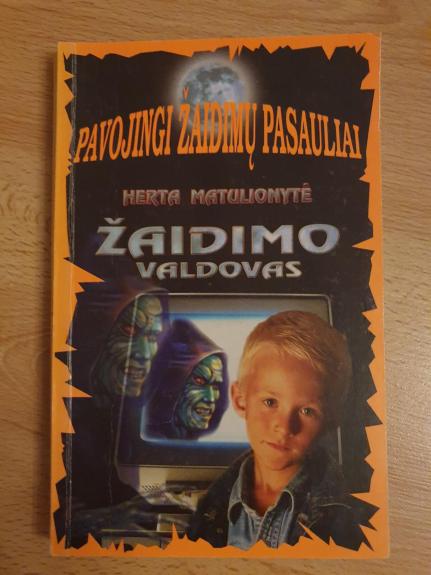 PAVOJINGI ŽAIDIMŲ PASAULIAI
HERTA MATULIONYTĖ
ŽAIDIMO
VALDOVAS